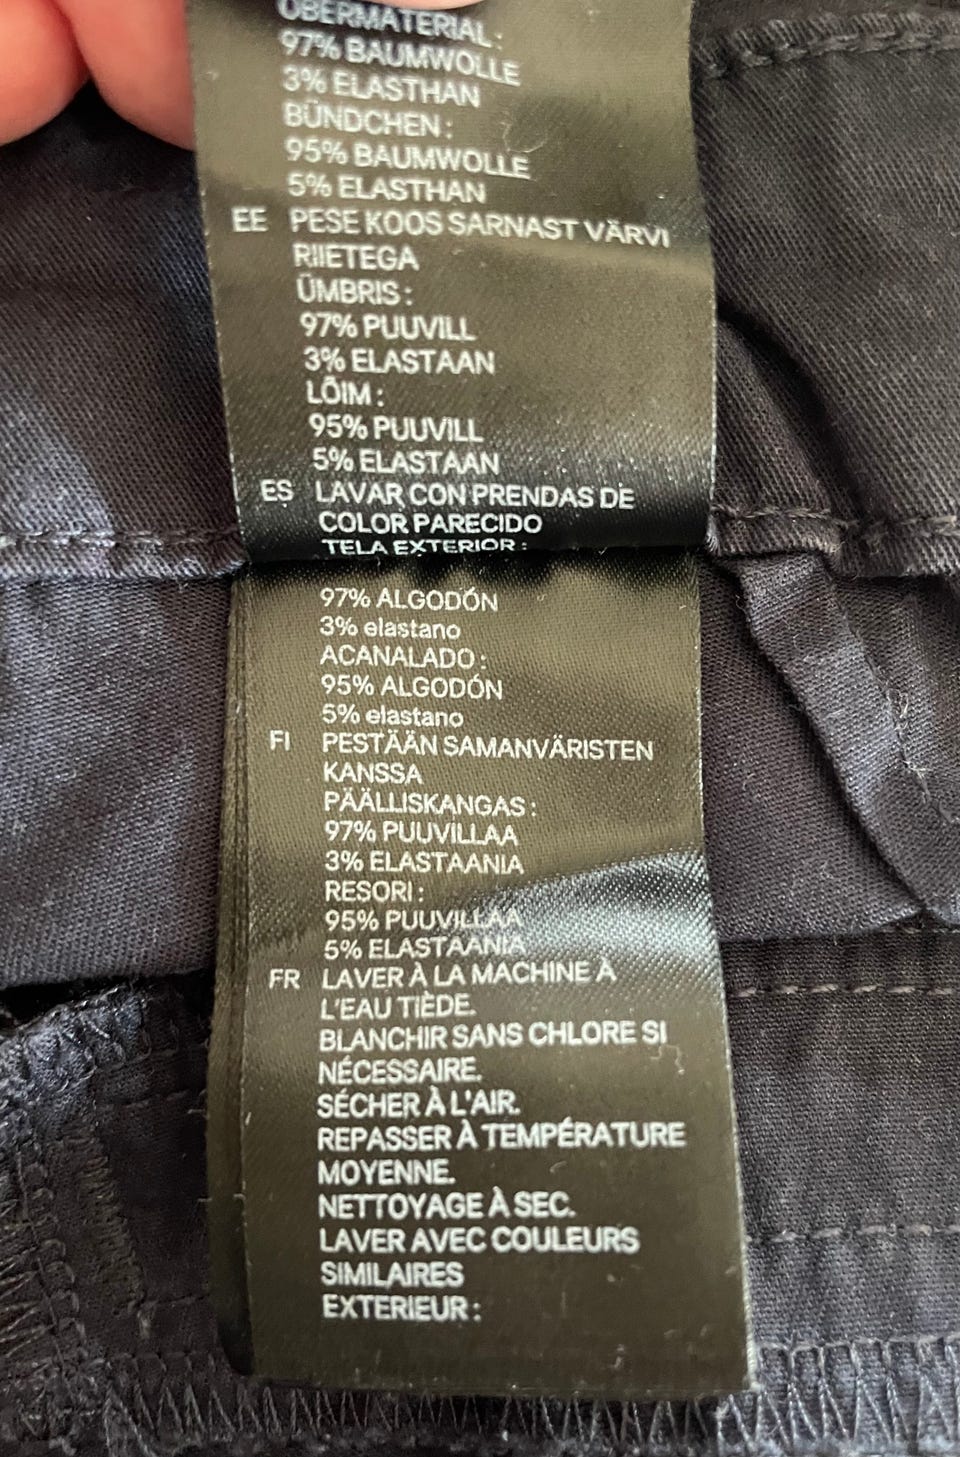 OBERMATERIAL:
97% BAUMWOLLE
3% ELASTHAN
BÜNDCHEN:
95% BAUMWOLLE
5% ELASTHAN
EE PESE KOOS SARNAST VÄRVI
RIIETEGA
ÜMBRIS:
97% PUUVILL
3% ELASTAAN
LÕIM:
95% PUUVILL
5% ELASTAAN
ES LAVAR CON PRENDAS DE
COLOR PARECIDO
TELA EXTERIOR:
97% ALGODÓN
3% elastano
ACANALADO:
95% ALGODÓN
5% elastano
FI PESTÄÄN SAMANVÄRISTEN
KANSSA
PÄÄLLISKANGAS:
97% PUUVILLAA
3% ELASTAANIA
RESORI:
95% PUUVILLAA
5% ELASTAANIA
FR LAVER À LA MACHINE À
L'EAU TIÈDE.
BLANCHIR SANS CHLORE SI
NÉCESSAIRE.
SÉCHER À L'AIR.
REPASSER À TEMPÉRATURE
MOYENNE.
NETTOYAGE À SEC.
LAVER AVEC COULEURS
SIMILAIRES
EXTERIEUR: